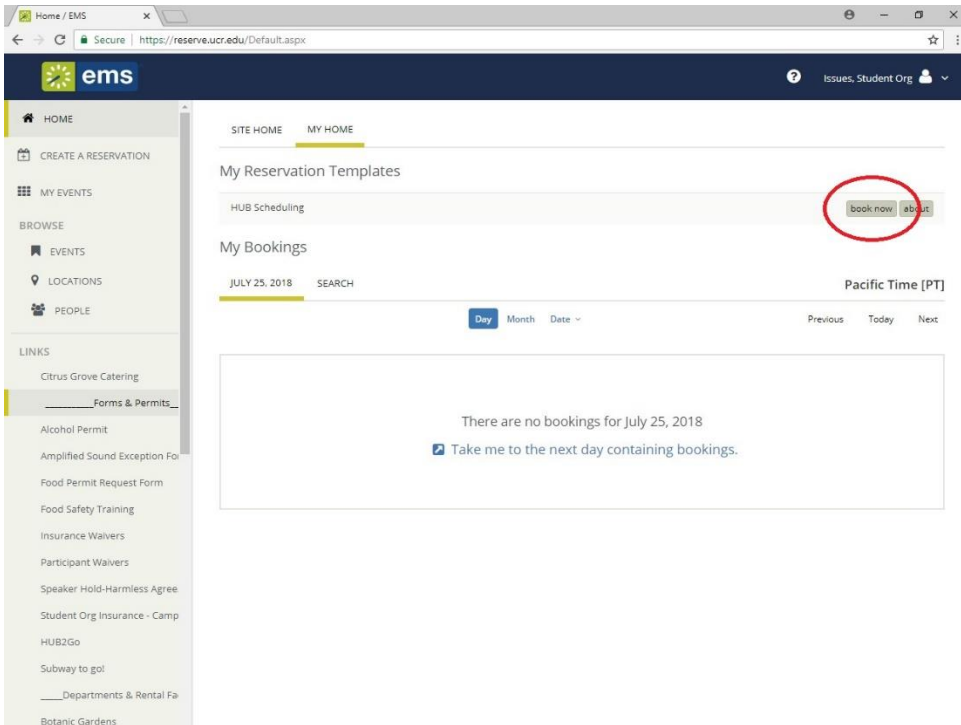 Home / EMS
Secure | https://reserve.ucr.edu/Default.aspx
ems
Issues, Student Org
HOME
CREATE A RESERVATION
MY EVENTS
BROWSE
EVENTS
LOCATIONS
PEOPLE
LINKS
Citrus Grove Catering
__________Forms & Permits__
Alcohol Permit
Amplified Sound Exception For
Food Permit Request Form
Food Safety Training
Insurance Waivers
Participant Waivers
Speaker Hold-Harmless Agree
Student Org Insurance - Camp
HUB2Go
Subway to go!
_____Departments & Rental Fa
Botanic Gardens
SITE HOME MY HOME
My Reservation Templates
HUB Scheduling book now about
My Bookings
JULY 25, 2018 SEARCH Pacific Time [PT]
Day Month Date Previous Today Next
There are no bookings for July 25, 2018
Take me to the next day containing bookings.